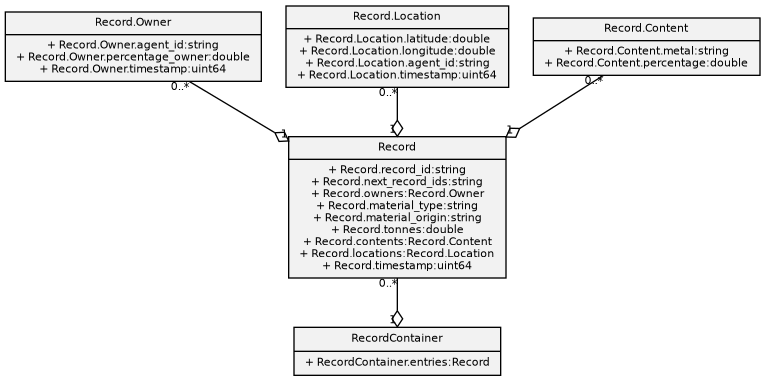 Record.Owner
+ Record.Owner.agent_id:string
+ Record.Owner.percentage_owner:double
+ Record.Owner.timestamp:uint64
Record.Location
+ Record.Location.latitude:double
+ Record.Location.longitude:double
+ Record.Location.agent_id:string
+ Record.Location.timestamp:uint64
Record.Content
+ Record.Content.metal:string
+ Record.Content.percentage:double
0..*
0..*
0..*
1
1
1
Record
+ Record.record_id:string
+ Record.next_record_ids:string
+ Record.owners:Record.Owner
+ Record.material_type:string
+ Record.material_origin:string
+ Record.tonnes:double
+ Record.contents:Record.Content
+ Record.locations:Record.Location
+ Record.timestamp:uint64
0..*
1
RecordContainer
+ RecordContainer.entries:Record